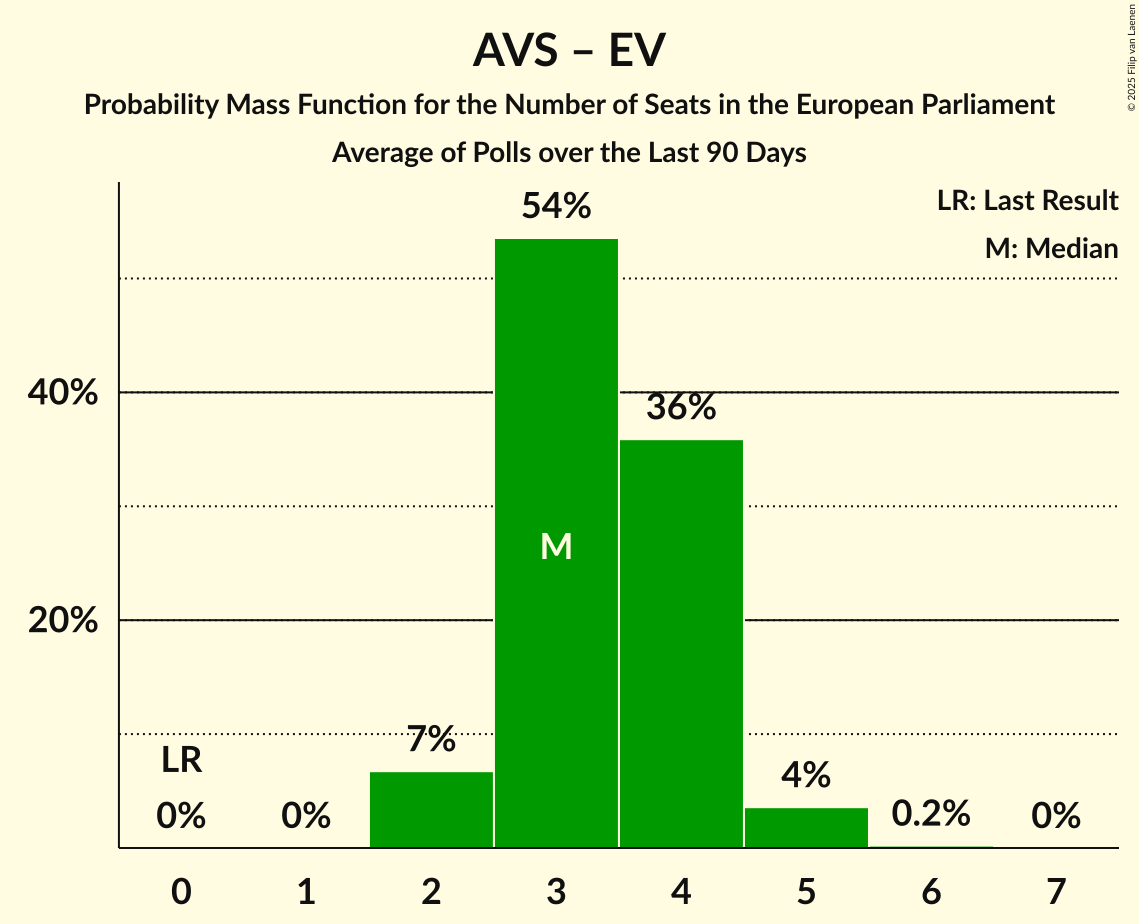 AVS – EV
Probability Mass Function for the Number of Seats in the European Parliament
Average of Polls over the Last 90 Days
© 2025 Filip van Laenen
LR: Last Result
M: Median
54%
40%
36%
M
20%
7%
LR
4%
0%
0%
0.2%
0%
0
1
2
3
4
5
6
7